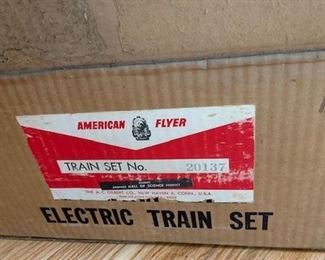 AMERICAN FLYER
TRAIN SET No. 20137
HALL OF SCIENCE PRODUCT
THE A. C. GILBERT CO., NEW HAVEN 6, CONN., U.S.A.
ELECTRIC TRAIN SET